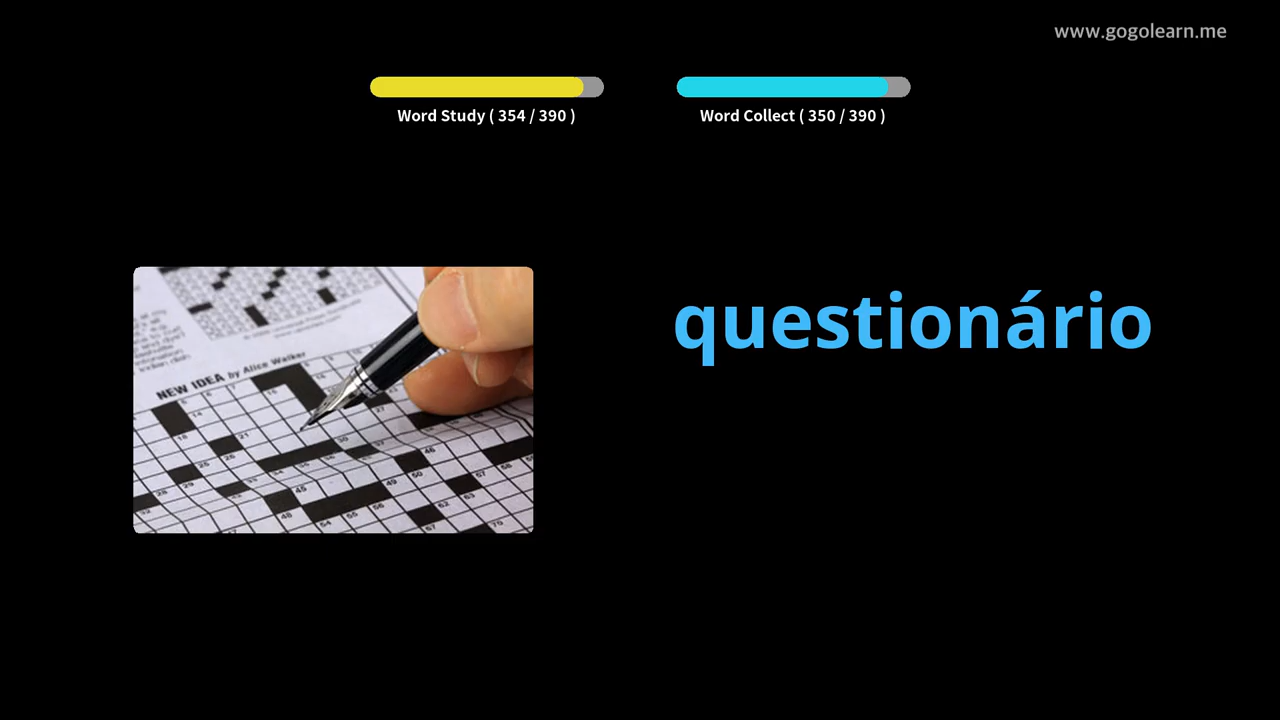 www.gogolearn.me
Word Study ( 354 / 390 )
Word Collect ( 350 / 390 )
questionário
NEW IDEA by Alice Walker